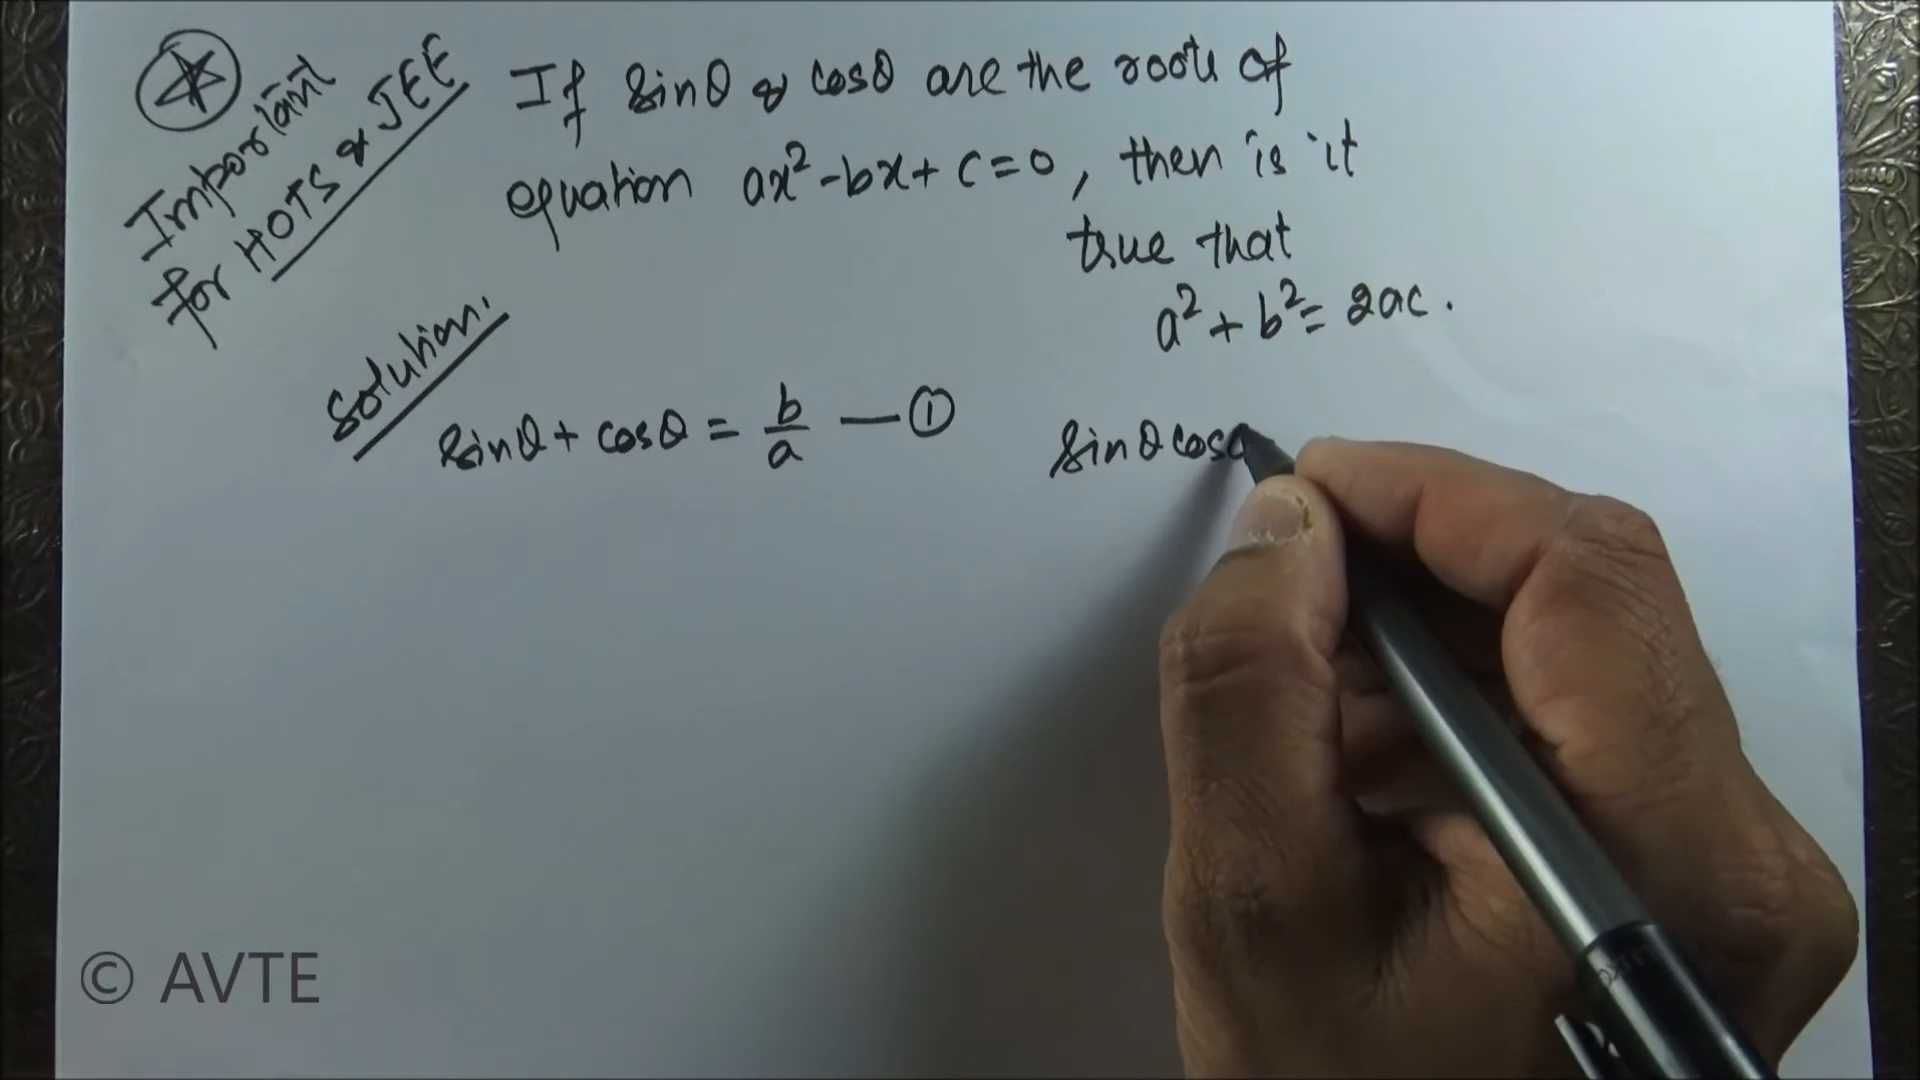 Important
for HOTS & JEE
If sinθ & cosθ are the roots of
equation ax²-bx+c=0, then is it
true that
a²+b²=2ac.
Solution.
sinθ+cosθ = b/a — ①
sinθ cosθ
© AVTE